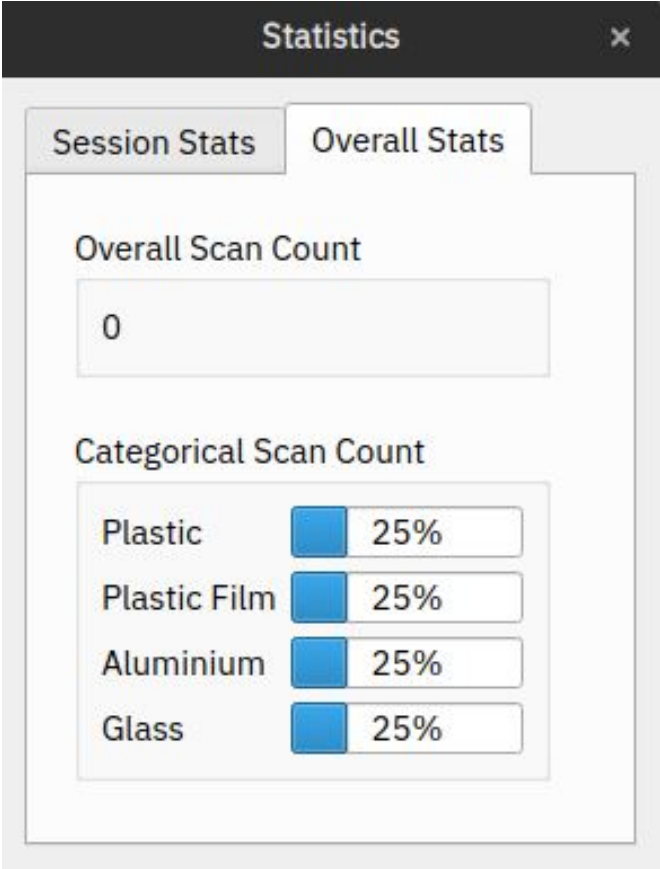 Statistics ×
Session Stats Overall Stats
Overall Scan Count
0
Categorical Scan Count
Plastic 25%
Plastic Film 25%
Aluminium 25%
Glass 25%